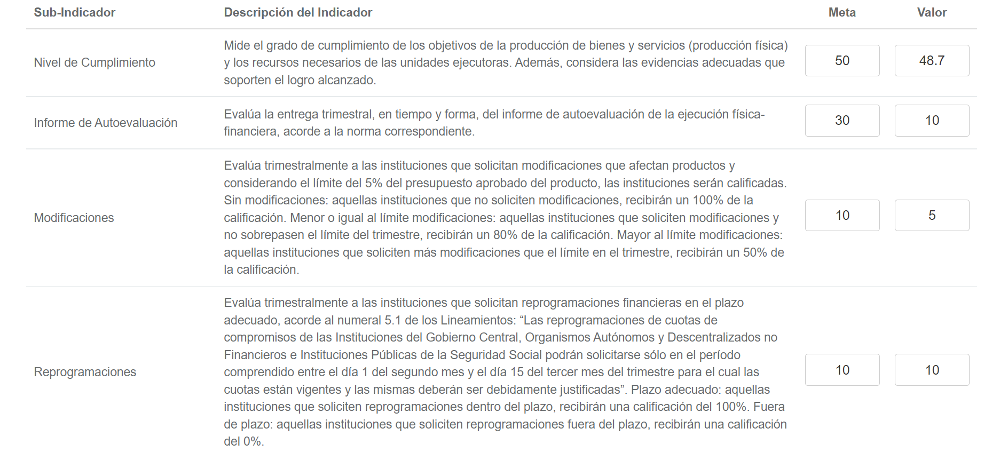 Sub-Indicador Descripción del Indicador Meta Valor
Mide el grado de cumplimiento de los objetivos de la producción de bienes y servicios (producción física)
Nivel de Cumplimiento y los recursos necesarios de las unidades ejecutoras. Además, considera las evidencias adecuadas que 50 48.7
soporten el logro alcanzado.
Evalúa la entrega trimestral, en tiempo y forma, del informe de autoevaluación de la ejecución física-
Informe de Autoevaluación 30 10
financiera, acorde a la norma correspondiente.
Evalúa trimestralmente a las instituciones que solicitan modificaciones que afectan productos y
considerando el límite del 5% del presupuesto aprobado del producto, las instituciones serán calificadas.
Sin modificaciones: aquellas instituciones que no soliciten modificaciones, recibirán un 100% de la
Modificaciones calificación. Menor o igual al límite modificaciones: aquellas instituciones que soliciten modificaciones y 10 5
no sobrepasen el límite del trimestre, recibirán un 80% de la calificación. Mayor al límite modificaciones:
aquellas instituciones que soliciten más modificaciones que el límite en el trimestre, recibirán un 50% de
la calificación.
Evalúa trimestralmente a las instituciones que solicitan reprogramaciones financieras en el plazo
adecuado, acorde al numeral 5.1 de los Lineamientos: “Las reprogramaciones de cuotas de
compromisos de las Instituciones del Gobierno Central, Organismos Autónomos y Descentralizados no
Financieros e Instituciones Públicas de la Seguridad Social podrán solicitarse sólo en el período
Reprogramaciones comprendido entre el día 1 del segundo mes y el día 15 del tercer mes del trimestre para el cual las 10 10
cuotas están vigentes y las mismas deberán ser debidamente justificadas”. Plazo adecuado: aquellas
instituciones que soliciten reprogramaciones dentro del plazo, recibirán una calificación del 100%. Fuera
de plazo: aquellas instituciones que soliciten reprogramaciones fuera del plazo, recibirán una calificación
del 0%.